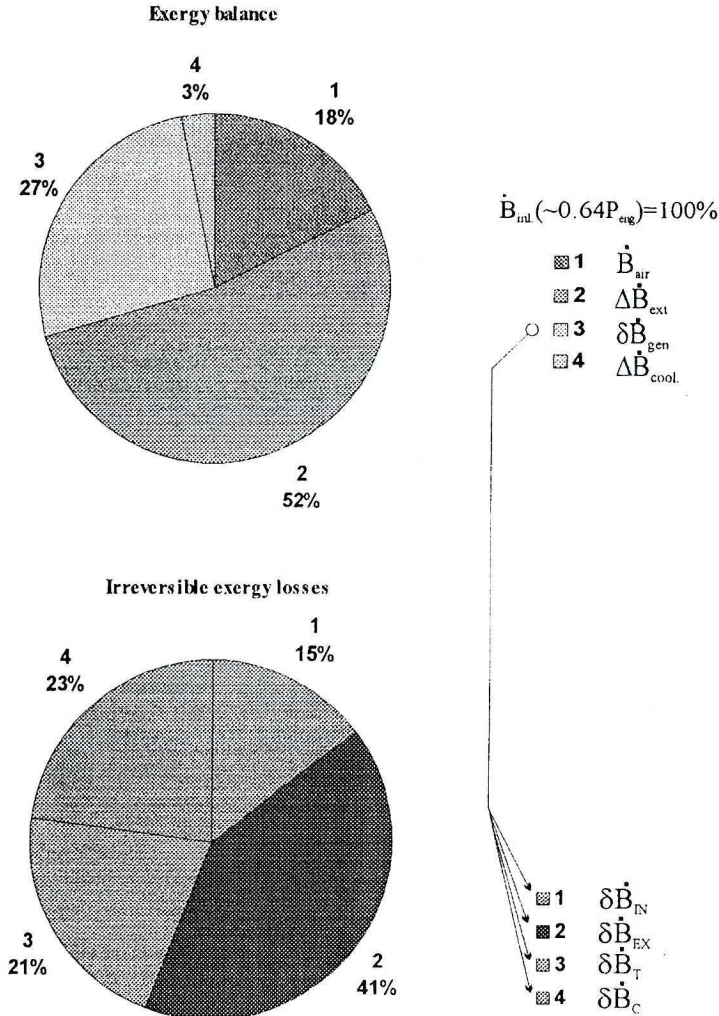 Exergy balance
4
3%
1
18%
3
27%
2
52%
Ḃinl.(~0.64Peng)=100%
1 Ḃair
2 ΔḂext
3 δḂgen
4 ΔḂcool.
Irreversible exergy losses
1
15%
4
23%
3
21%
2
41%
1 δḂIN
2 δḂEX
3 δḂT
4 δḂC